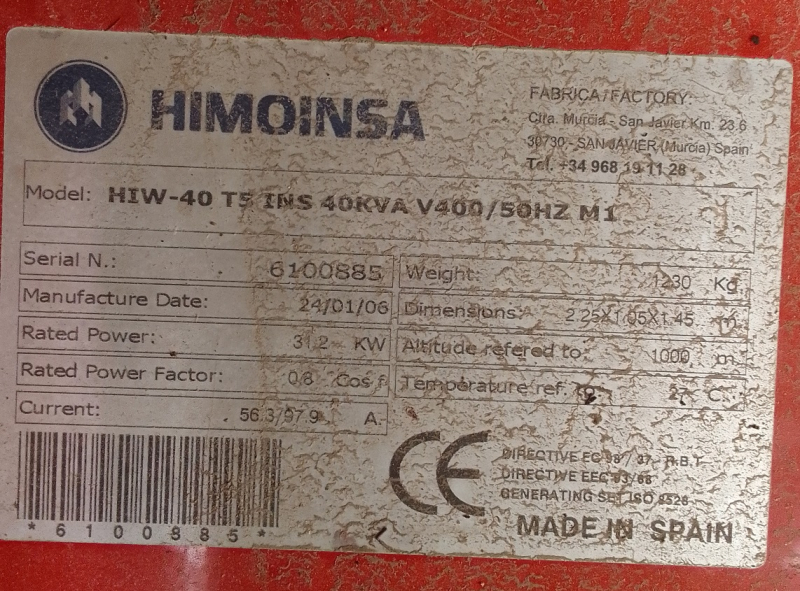 HIMOINSA
FABRICA/FACTORY:
Ctra. Murcia - San Javier Km. 23.6
30730 - SAN JAVIER (Murcia) Spain
Tel. +34 968 19 11 28
Model: HIW-40 T5 INS 40KVA V400/50HZ M1
Serial N.: 6100885
Manufacture Date: 24/01/06
Rated Power: 31.2 KW
Rated Power Factor: 0.8 Cos f
Current: 56.3/97.9 A.
Weight: 1230 Kg
Dimensions: 2.25X1.05X1.45 m
Altitude refered to: 1000 m
Temperature ref. to: C.
*6100885*
CE
DIRECTIVE EC R.B.T
DIRECTIVE EEC
GENERATING SET ISO 8528
MADE IN SPAIN